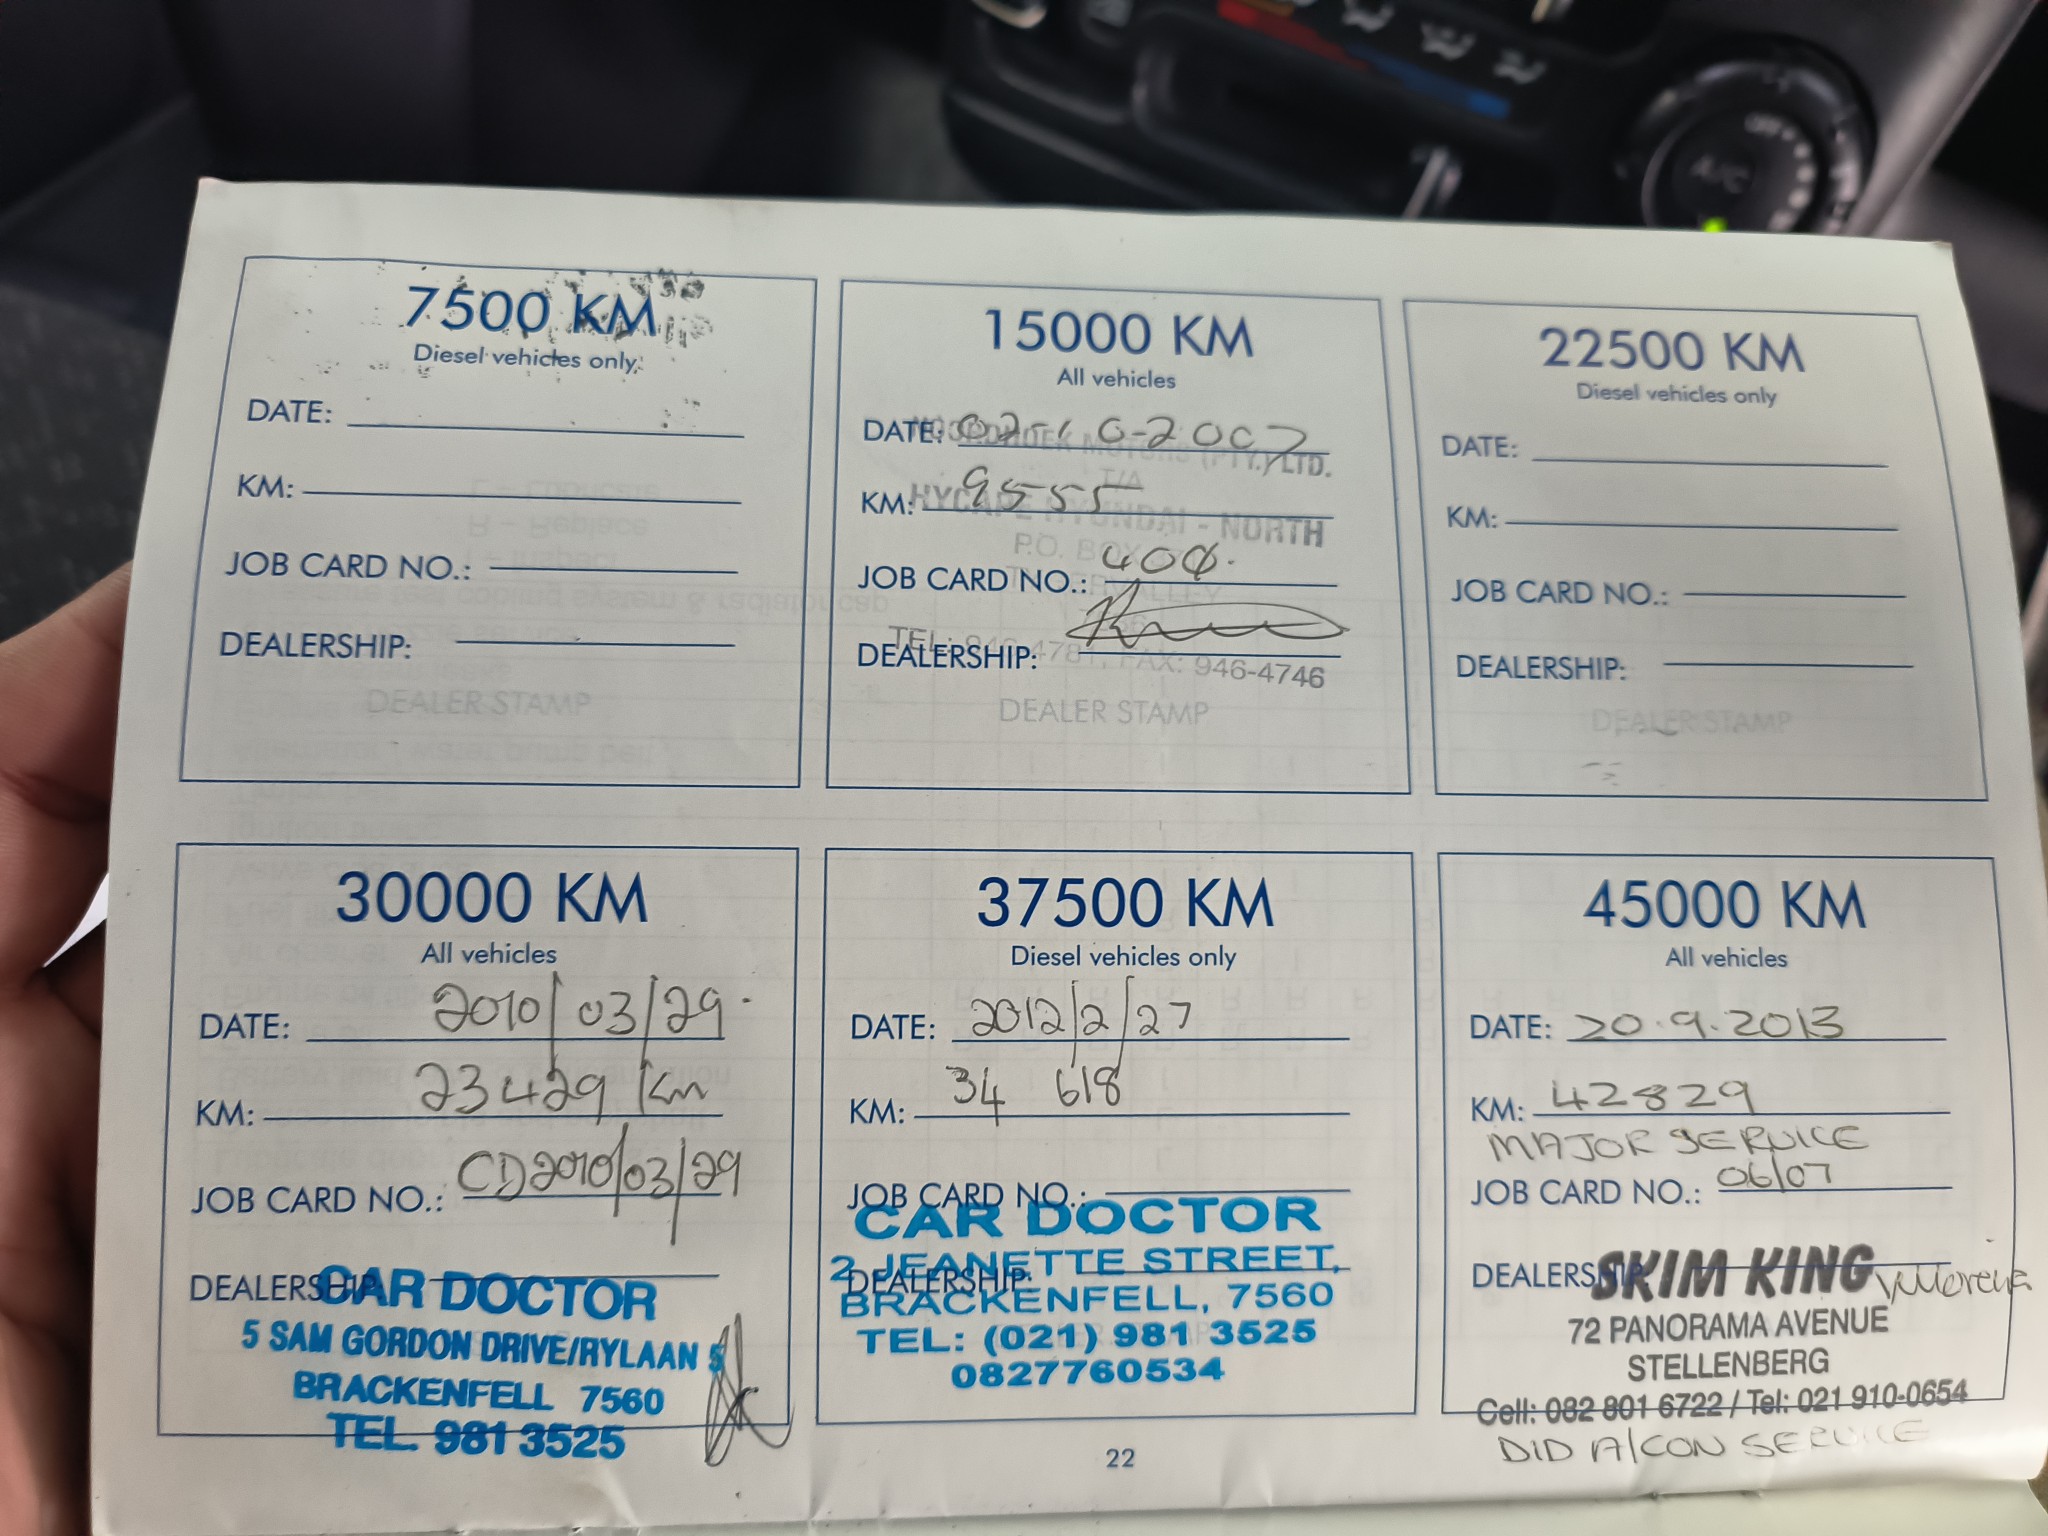 7500 KM
Diesel vehicles only
DATE:
KM:
JOB CARD NO.:
DEALERSHIP:
DEALER STAMP
15000 KM
All vehicles
DATE: 02-10-2007
MOTORS (PTY.) LTD.
T/A
KM: 9555
HYCAPE HYUNDAI - NORTH
P.O. BOX
JOB CARD NO.: 400.
DEALERSHIP:
TEL: 946-4781, FAX: 946-4746
DEALER STAMP
22500 KM
Diesel vehicles only
DATE:
KM:
JOB CARD NO.:
DEALERSHIP:
DEALER STAMP
30000 KM
All vehicles
DATE: 2010/03/29.
KM: 23429 km
JOB CARD NO.: CD2010/03/29
DEALERSHIP:
CAR DOCTOR
5 SAM GORDON DRIVE/RYLAAN 5
BRACKENFELL 7560
TEL. 981 3525
37500 KM
Diesel vehicles only
DATE: 2012/2/27
KM: 34 618
JOB CARD NO.:
CAR DOCTOR
2 JEANETTE STREET,
DEALERSHIP:
BRACKENFELL, 7560
TEL: (021) 981 3525
0827760534
45000 KM
All vehicles
DATE: 20.9.2013
KM: 42829
MAJOR SERVICE
JOB CARD NO.: 06/07
DEALERSHIP:
SKIM KING
72 PANORAMA AVENUE
STELLENBERG
Cell: 082 801 6722 / Tel: 021 910-0654
DID A/CON SERVICE
22
A/C
OFF